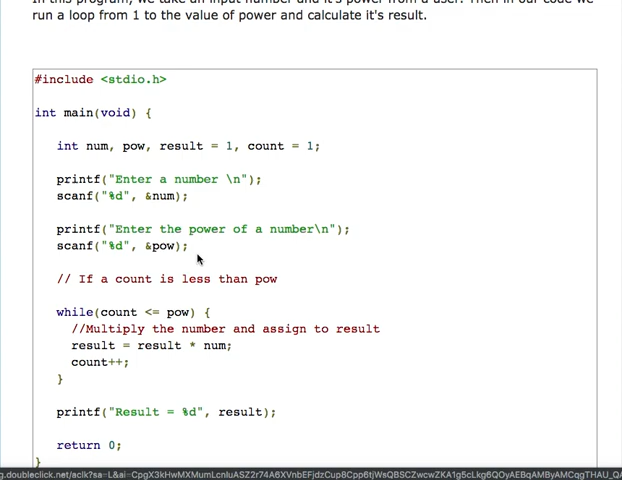 In this program, we take an input number and it's power from a user. Then in our code we
run a loop from 1 to the value of power and calculate it's result.
#include <stdio.h>
int main(void) {
int num, pow, result = 1, count = 1;
printf("Enter a number \n");
scanf("%d", &num);
printf("Enter the power of a number\n");
scanf("%d", &pow);
// If a count is less than pow
while(count <= pow) {
//Multiply the number and assign to result
result = result * num;
count++;
}
printf("Result = %d", result);
return 0;
}